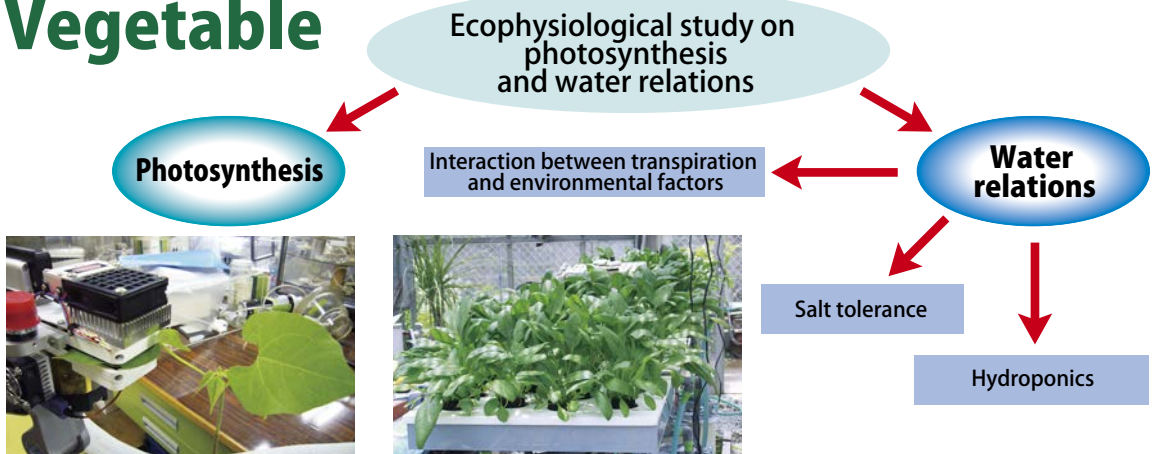 Vegetable
Ecophysiological study on
photosynthesis
and water relations
Photosynthesis
Interaction between transpiration
and environmental factors
Water
relations
Salt tolerance
Hydroponics